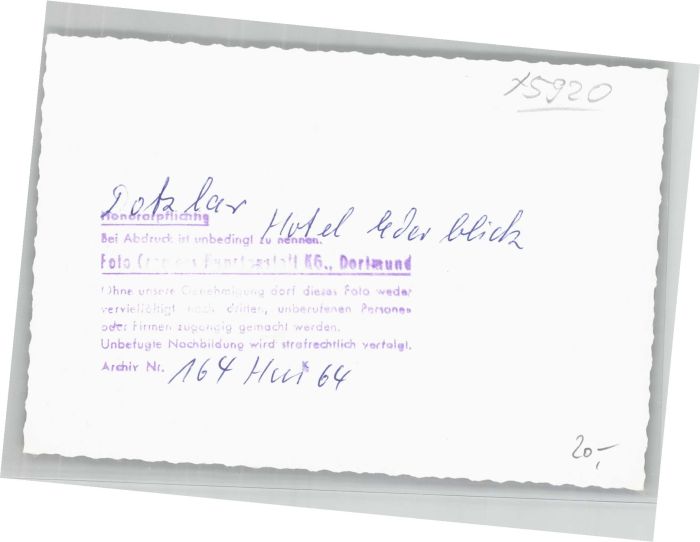 x5920
Dotzlar
Hotel Ederblick
Honorarpflichtig
Bei Abdruck ist unbedingt zu nennen:
Foto Kunstanstalt KG., Dortmund
Ohne unsere Genehmigung darf dieses Foto weder
vervielfältigt noch dritten, unberufenen Personen
oder Firmen zugängig gemacht werden.
Unbefugte Nachbildung wird strafrechtlich verfolgt.
Archiv Nr. 164 K 64
20,-